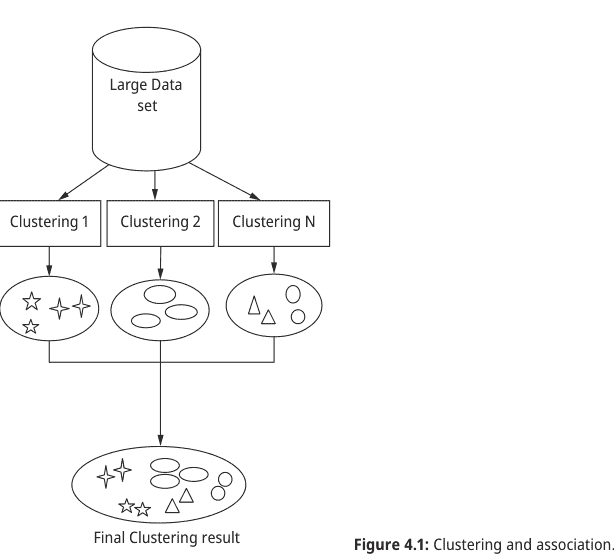 Large Data
set
Clustering 1
Clustering 2
Clustering N
Final Clustering result
Figure 4.1: Clustering and association.